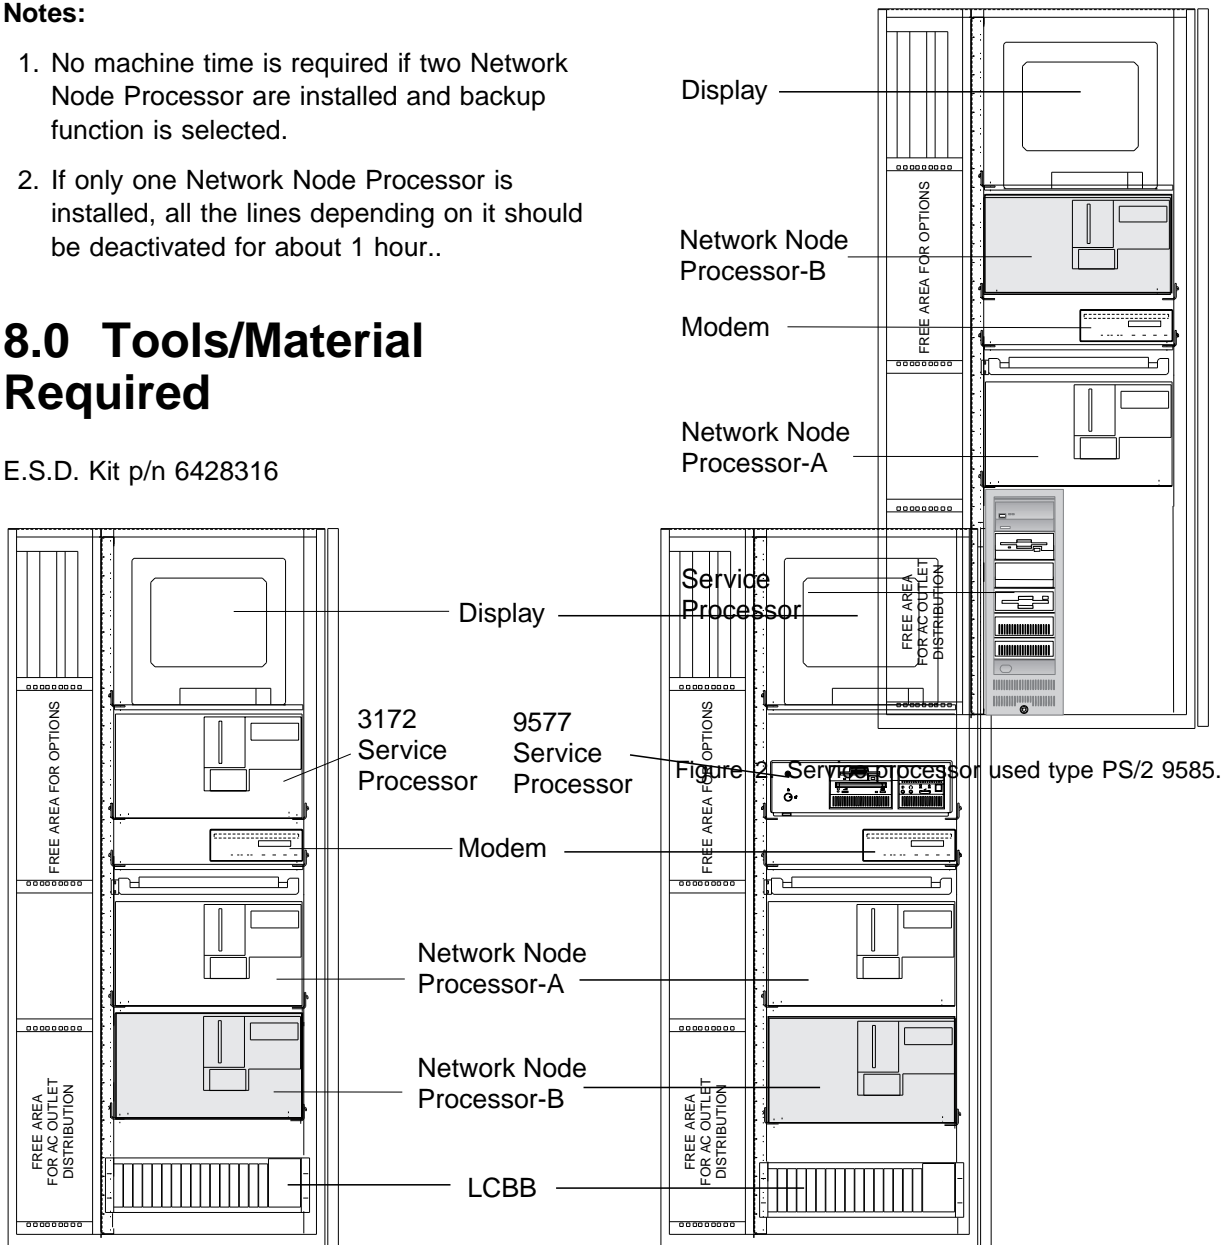 Notes:
1. No machine time is required if two Network
Node Processor are installed and backup
function is selected.
2. If only one Network Node Processor is
installed, all the lines depending on it should
be deactivated for about 1 hour..
8.0 Tools/Material
Required
E.S.D. Kit p/n 6428316
Display
Network Node
Processor-B
Modem
Network Node
Processor-A
Service
Processor
FREE AREA FOR OPTIONS
FREE AREA
FOR AC OUTLET
DISTRIBUTION
Figure 2. Service processor used type PS/2 9585.
Display
3172
Service
Processor
9577
Service
Processor
Modem
Network Node
Processor-A
Network Node
Processor-B
LCBB
FREE AREA FOR OPTIONS
FREE AREA
FOR AC OUTLET
DISTRIBUTION
FREE AREA FOR OPTIONS
FREE AREA
FOR AC OUTLET
DISTRIBUTION